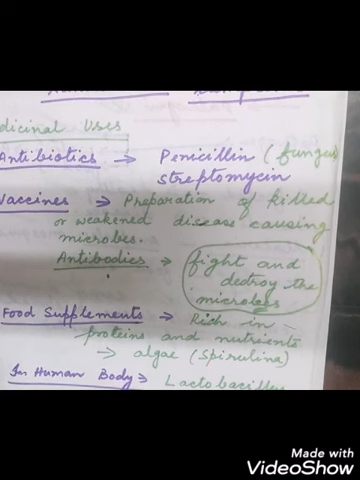 dicinal Uses
Antibiotics → Penicillin (fungus)
streptomycin
Vaccines → Preparation of killed
or weakened disease causing
microbes.
Antibodies → fight and
destroy the
microbes
Food Supplements → Rich in
proteins and nutrients
→ algae (Spirulina)
In Human Body → Lactobacillus
Made with
VideoShow